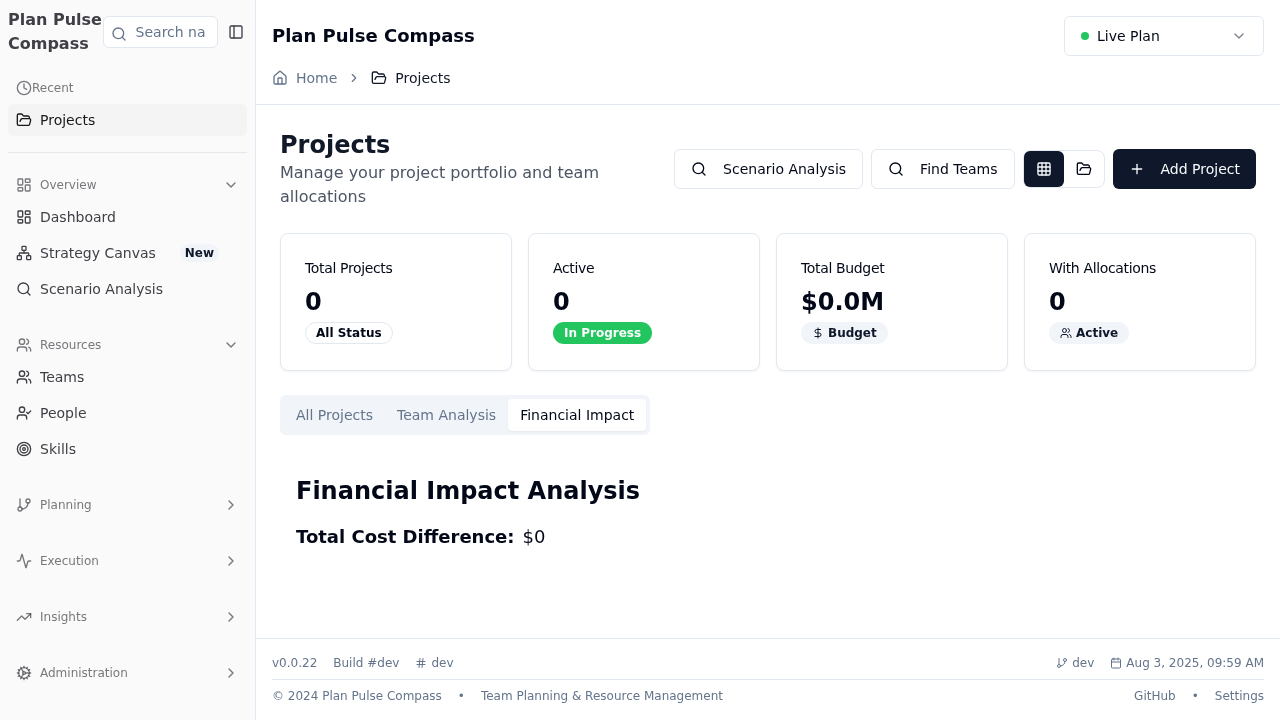 Plan Pulse
Compass
Search na
Recent
Projects
Overview
Dashboard
Strategy Canvas New
Scenario Analysis
Resources
Teams
People
Skills
Planning
Execution
Insights
Administration
Plan Pulse Compass
Live Plan
Home Projects
Projects
Manage your project portfolio and team
allocations
Scenario Analysis
Find Teams
Add Project
Total Projects
0
All Status
Active
0
In Progress
Total Budget
$0.0M
Budget
With Allocations
0
Active
All Projects Team Analysis Financial Impact
Financial Impact Analysis
Total Cost Difference: $0
v0.0.22 Build #dev # dev
dev Aug 3, 2025, 09:59 AM
© 2024 Plan Pulse Compass • Team Planning & Resource Management
GitHub • Settings